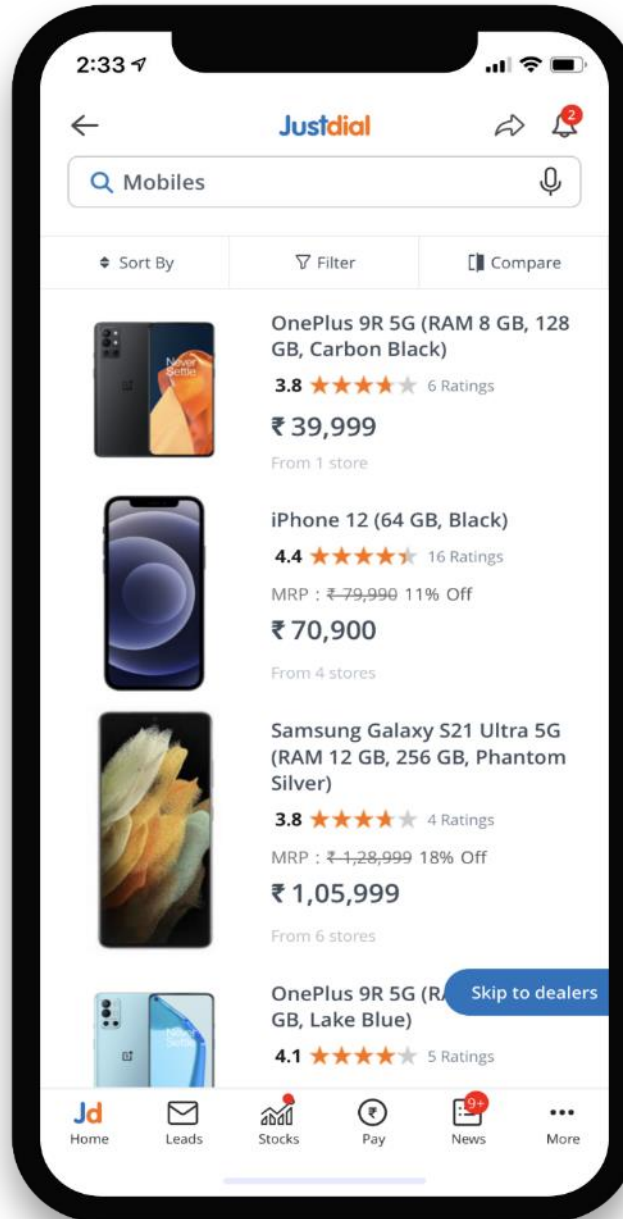 2:33
Justdial
2
Mobiles
Sort By
Filter
Compare
Never
Settle
OnePlus 9R 5G (RAM 8 GB, 128
GB, Carbon Black)
3.8 6 Ratings
₹ 39,999
From 1 store
iPhone 12 (64 GB, Black)
4.4 16 Ratings
MRP : ₹ 79,990 11% Off
₹ 70,900
From 4 stores
Samsung Galaxy S21 Ultra 5G
(RAM 12 GB, 256 GB, Phantom
Silver)
3.8 4 Ratings
MRP : ₹ 1,28,999 18% Off
₹ 1,05,999
From 6 stores
Never
Settle
OnePlus 9R 5G (R
Skip to dealers
GB, Lake Blue)
4.1 5 Ratings
Jd
₹
9+
Home
Leads
Stocks
Pay
News
More